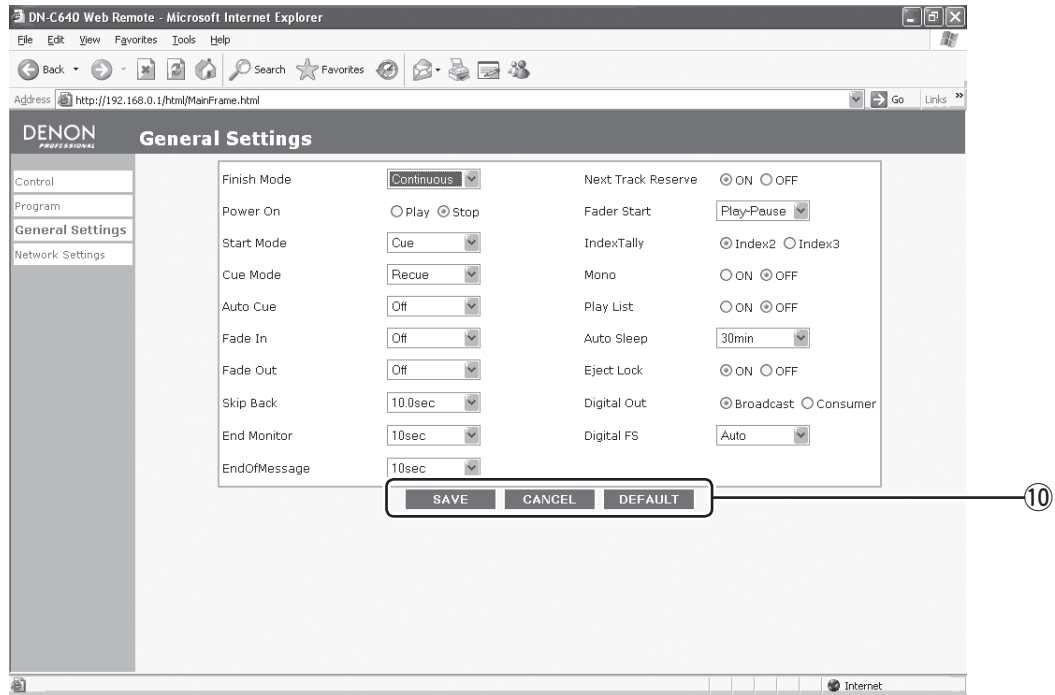 DN-C640 Web Remote - Microsoft Internet Explorer
File Edit View Favorites Tools Help
Back Search Favorites
Address http://192.168.0.1/html/MainFrame.html Go Links »
DENON
PROFESSIONAL
General Settings
Control
Program
General Settings
Network Settings
Finish Mode Continuous Next Track Reserve ON OFF
Power On Play Stop Fader Start Play-Pause
Start Mode Cue IndexTally Index2 Index3
Cue Mode Recue Mono ON OFF
Auto Cue Off Play List ON OFF
Fade In Off Auto Sleep 30min
Fade Out Off Eject Lock ON OFF
Skip Back 10.0sec Digital Out Broadcast Consumer
End Monitor 10sec Digital FS Auto
EndOfMessage 10sec
SAVE CANCEL DEFAULT ⑩
Internet